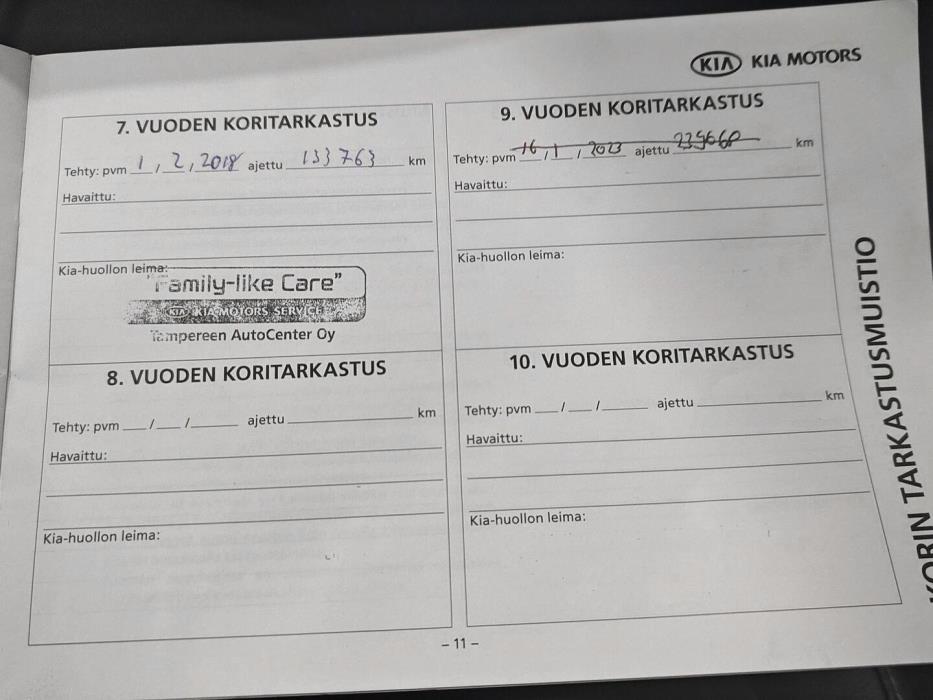 KIA KIA MOTORS
7. VUODEN KORITARKASTUS
Tehty: pvm 1, 2, 2018 ajettu 133 763 km
Havaittu:
Kia-huollon leima:
"Family-like Care"
KIA KIA MOTORS SERVICE
Tampereen AutoCenter Oy
8. VUODEN KORITARKASTUS
Tehty: pvm / / ajettu km
Havaittu:
Kia-huollon leima:
9. VUODEN KORITARKASTUS
Tehty: pvm 16, 1, 2023 ajettu km
Havaittu:
Kia-huollon leima:
10. VUODEN KORITARKASTUS
Tehty: pvm / / ajettu km
Havaittu:
Kia-huollon leima:
KORIN TARKASTUSMUISTIO
– 11 –